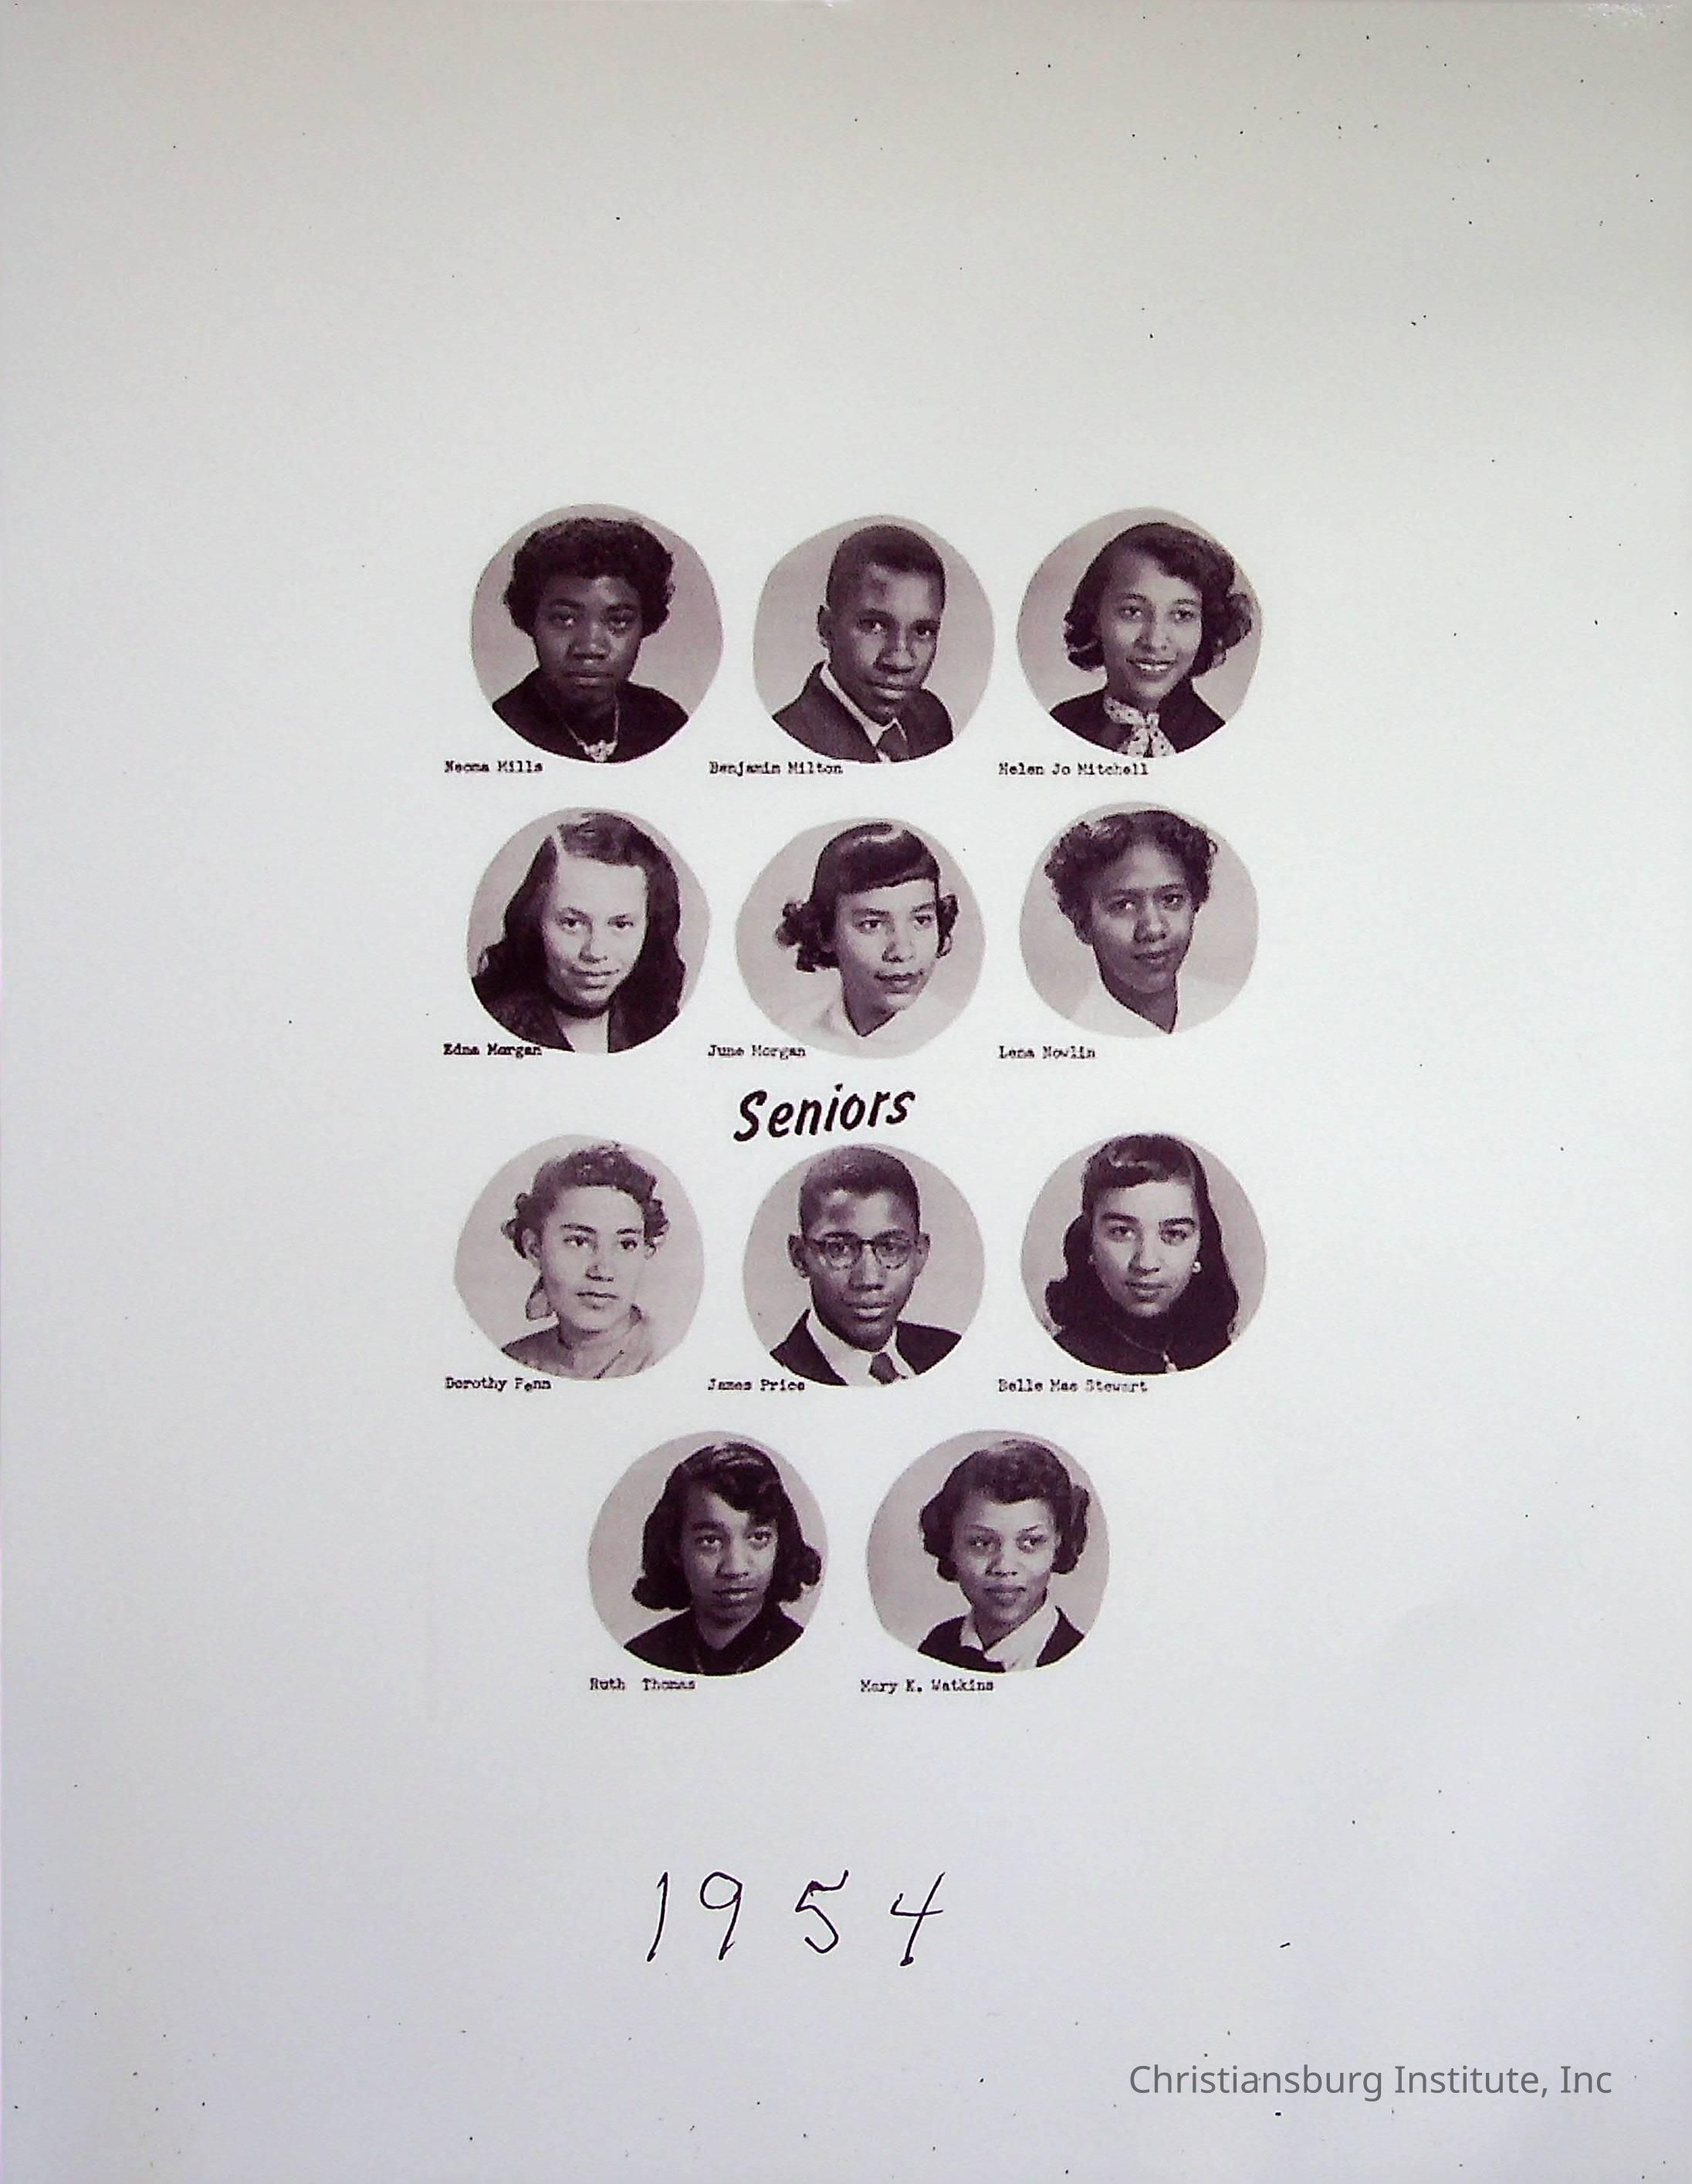 Neoma Mills Benjamin Milton Helen Jo Mitchell
Edna Morgan June Morgan Lena Nowlin
Seniors
Dorothy Penn James Price Belle Mae Stewart
Ruth Thomas Mary K. Watkins
1954
Christiansburg Institute, Inc